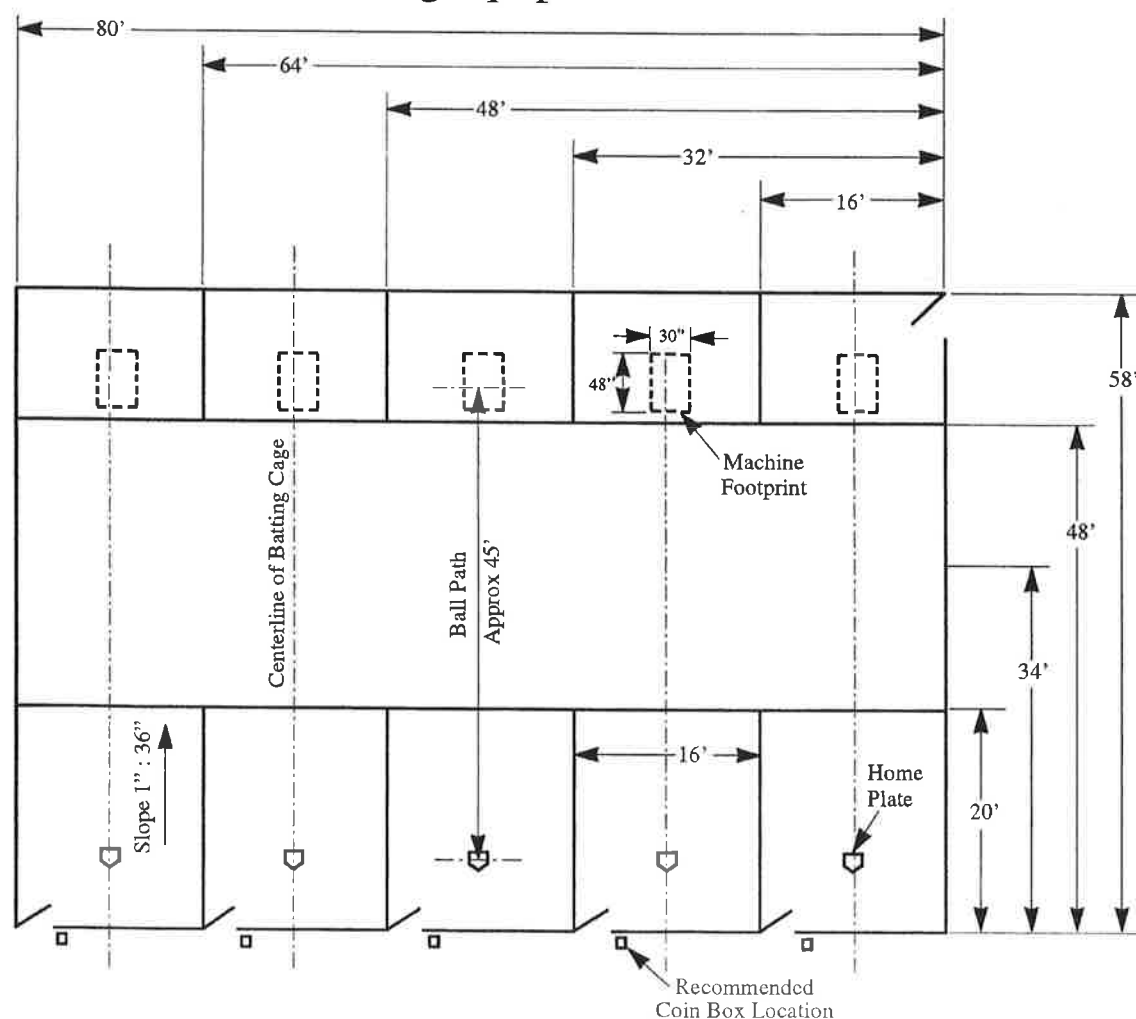 80’
64’
48’
32’
16’
30”
48”
58’
Machine
Footprint
Centerline of Batting Cage
Ball Path
Approx 45’
48’
34’
Slope 1” : 36”
16’
Home
Plate
20’
Recommended
Coin Box Location